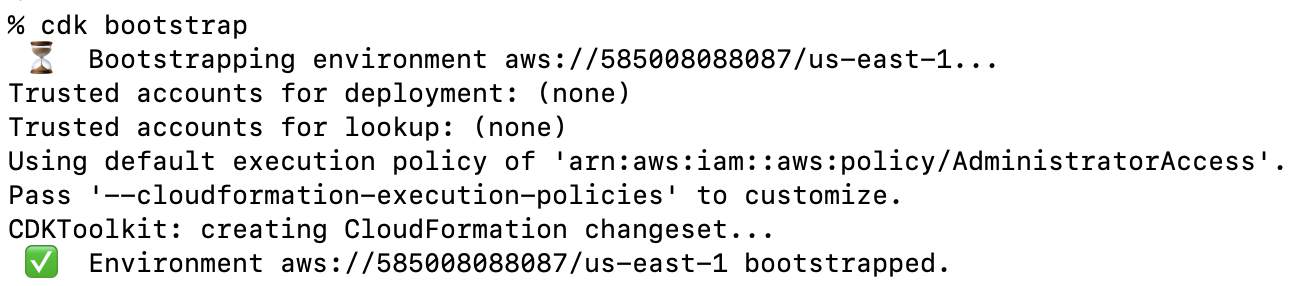 % cdk bootstrap
⏳ Bootstrapping environment aws://585008088087/us-east-1...
Trusted accounts for deployment: (none)
Trusted accounts for lookup: (none)
Using default execution policy of 'arn:aws:iam::aws:policy/AdministratorAccess'.
Pass '--cloudformation-execution-policies' to customize.
CDKToolkit: creating CloudFormation changeset...
✅ Environment aws://585008088087/us-east-1 bootstrapped.